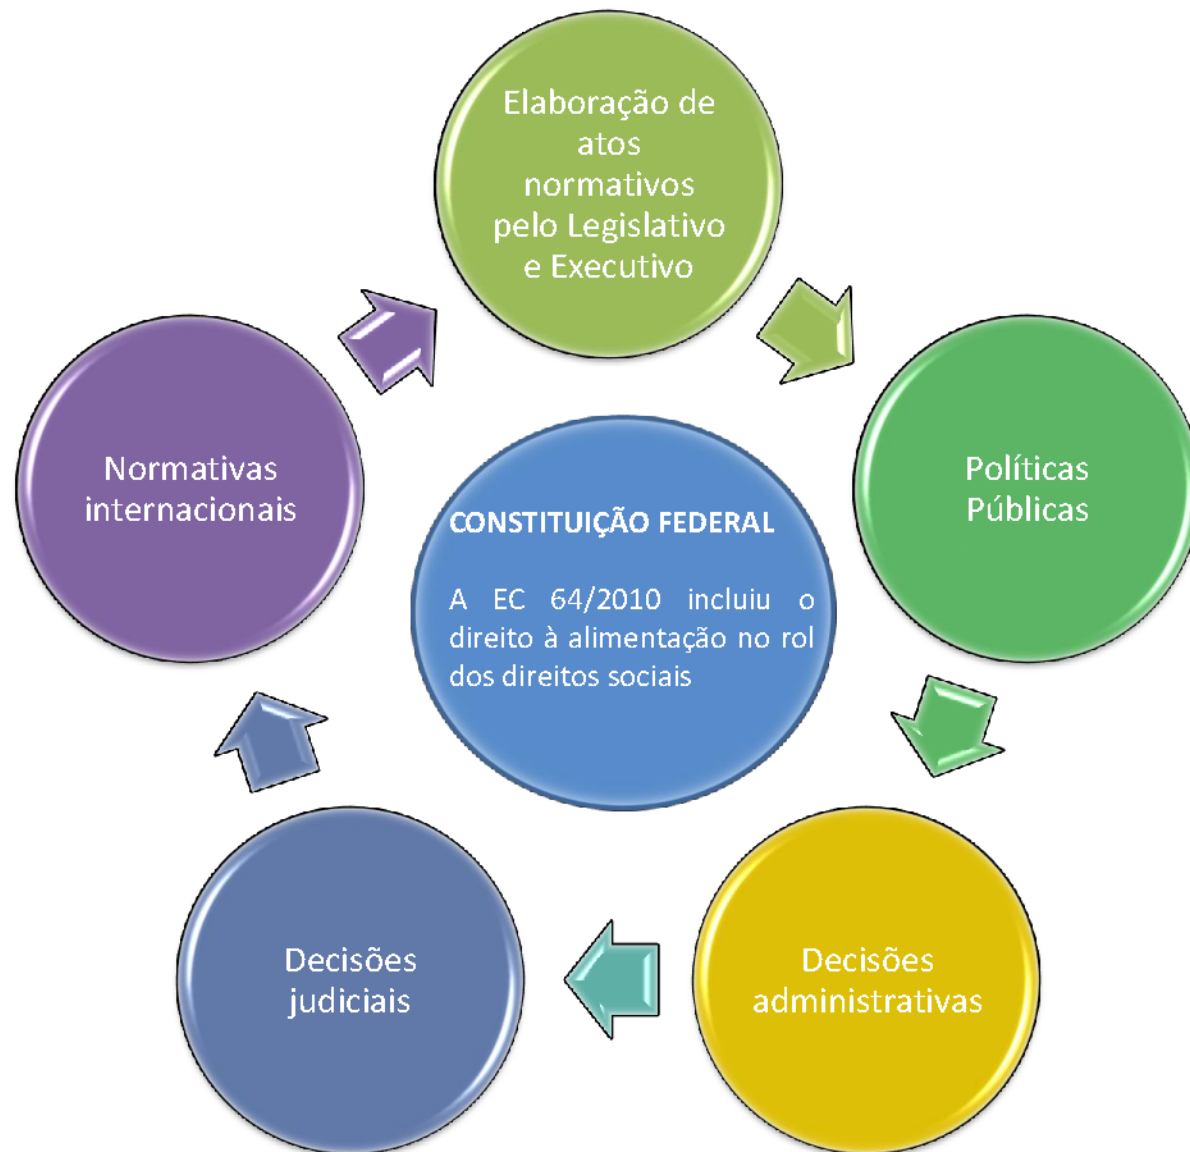 Elaboração de
atos
normativos
pelo Legislativo
e Executivo
Normativas
internacionais
Políticas
Públicas
CONSTITUIÇÃO FEDERAL
A EC 64/2010 incluiu o
direito à alimentação no rol
dos direitos sociais
Decisões
judiciais
Decisões
administrativas